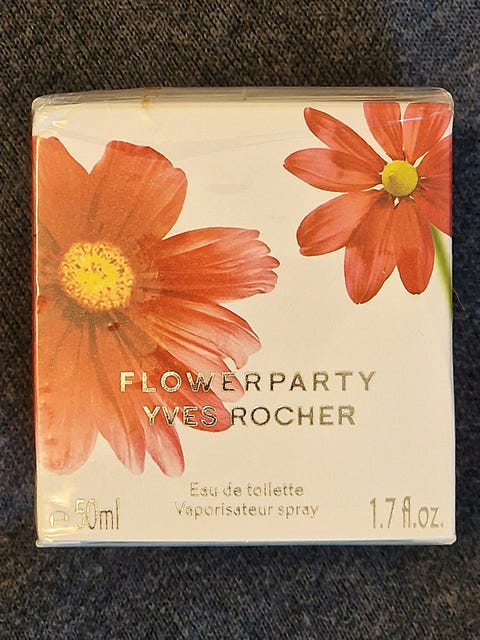 FLOWERPARTY
YVES ROCHER
Eau de toilette
Vaporisateur spray
℮ 50ml
1.7 fl.oz.